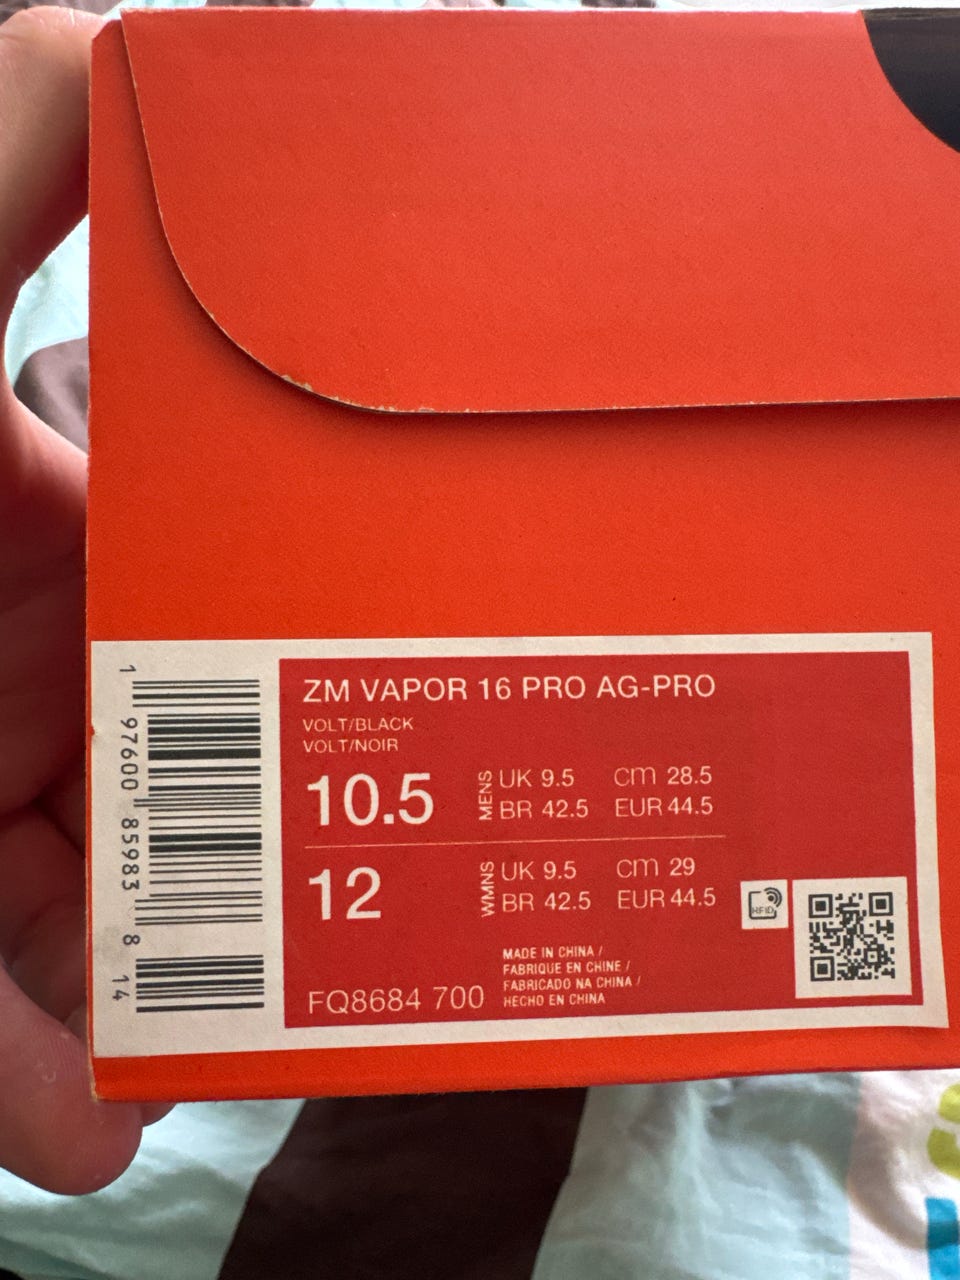 ZM VAPOR 16 PRO AG-PRO
VOLT/BLACK
VOLT/NOIR
10.5 MENS UK 9.5 cm 28.5
BR 42.5 EUR 44.5
12 WMNS UK 9.5 cm 29
BR 42.5 EUR 44.5
RFID
MADE IN CHINA /
FABRIQUE EN CHINE /
FABRICADO NA CHINA /
HECHO EN CHINA
FQ8684 700
1 97600 85983 8 14